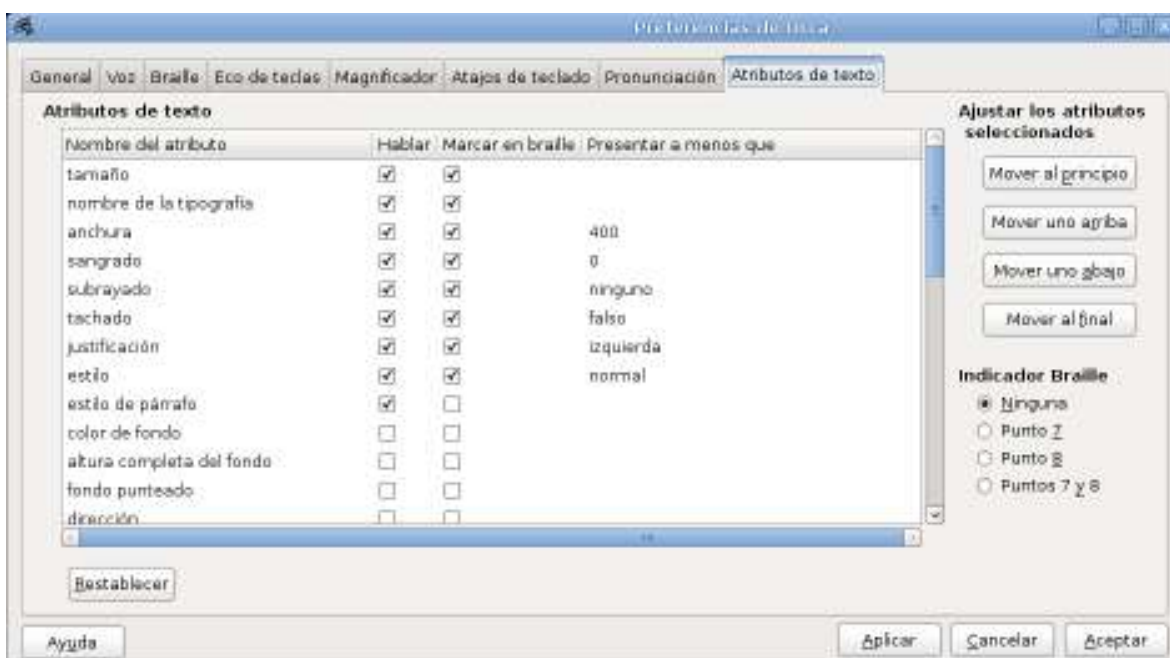 Preferencias de Orca
General Voz Braille Eco de teclas Magnificador Atajos de teclado Pronunciación Atributos de texto
Atributos de texto
Nombre del atributo Hablar Marcar en braille Presentar a menos que
tamaño
nombre de la tipografía
anchura 400
sangrado 0
subrayado ninguno
tachado falso
justificación izquierda
estilo normal
estilo de párrafo
color de fondo
altura completa del fondo
fondo punteado
dirección
Restablecer
Ajustar los atributos
seleccionados
Mover al principio
Mover uno arriba
Mover uno abajo
Mover al final
Indicador Braille
Ninguna
Punto 7
Punto 8
Puntos 7 y 8
Ayuda Aplicar Cancelar Aceptar